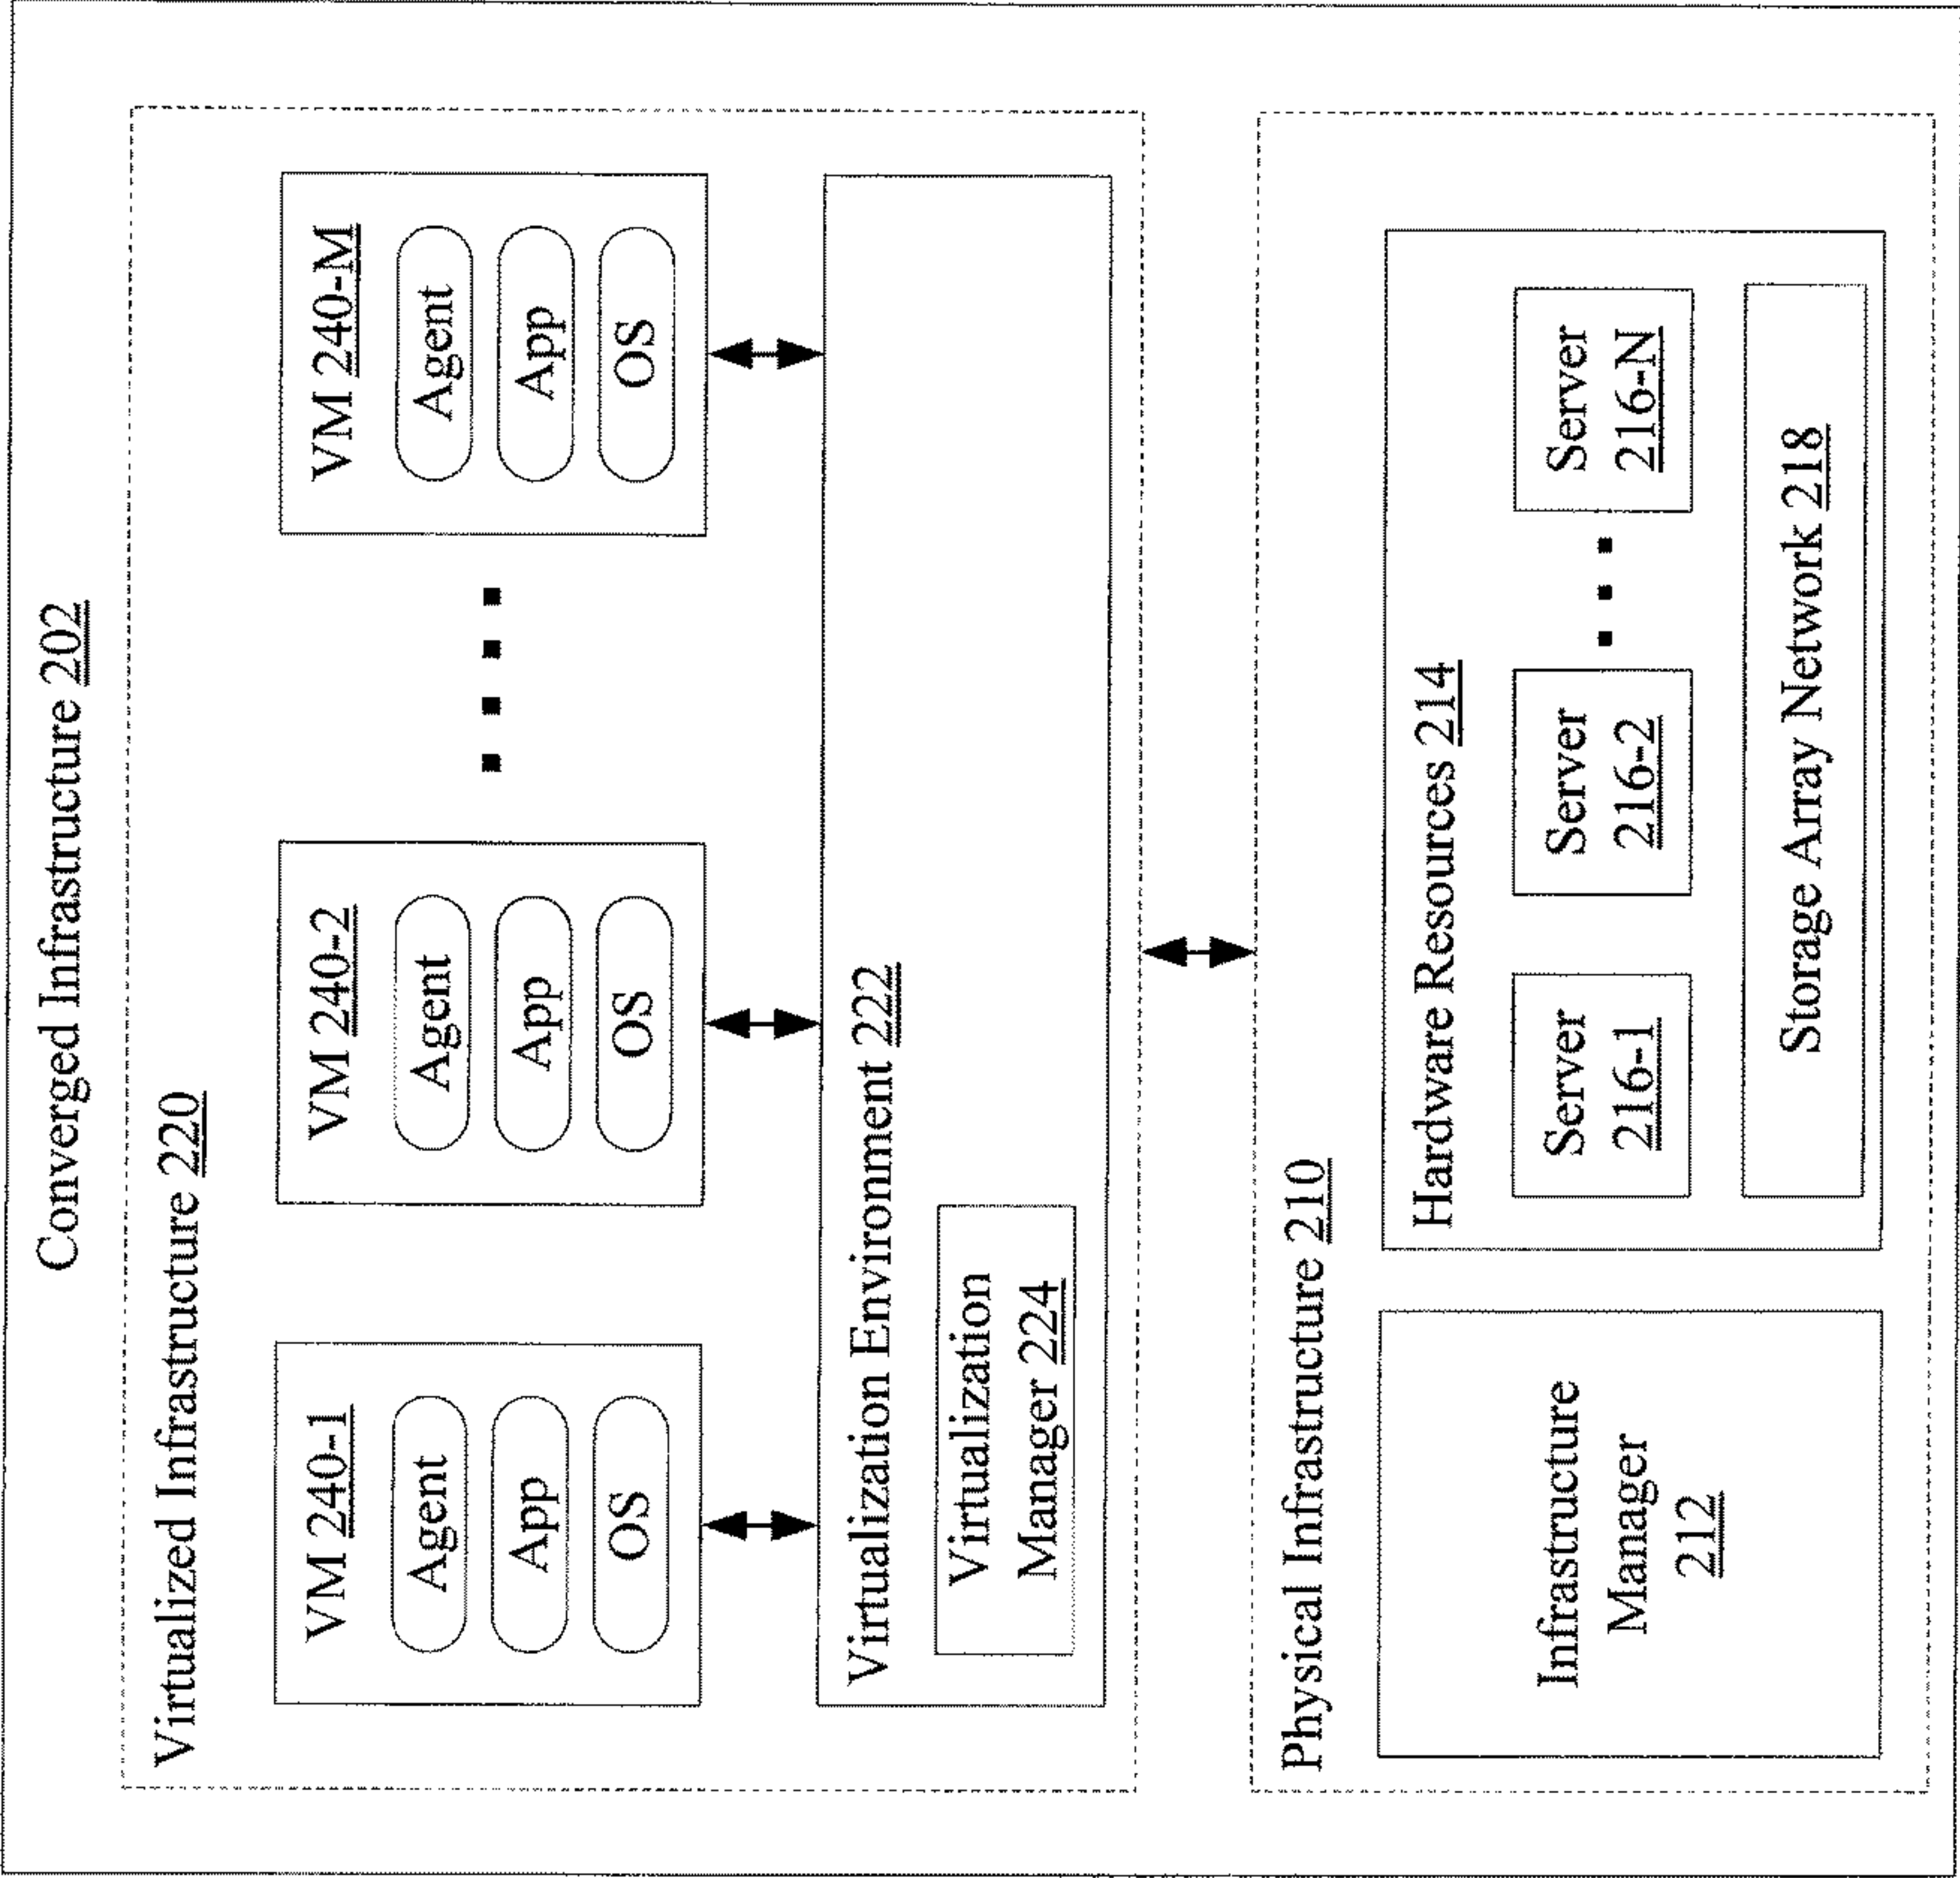 Converged Infrastructure 202
Virtualized Infrastructure 220
VM 240-1
Agent
App
OS
VM 240-2
Agent
App
OS
VM 240-M
Agent
App
OS
Virtualization Environment 222
Virtualization
Manager 224
Physical Infrastructure 210
Infrastructure
Manager
212
Hardware Resources 214
Server
216-1
Server
216-2
Server
216-N
Storage Array Network 218